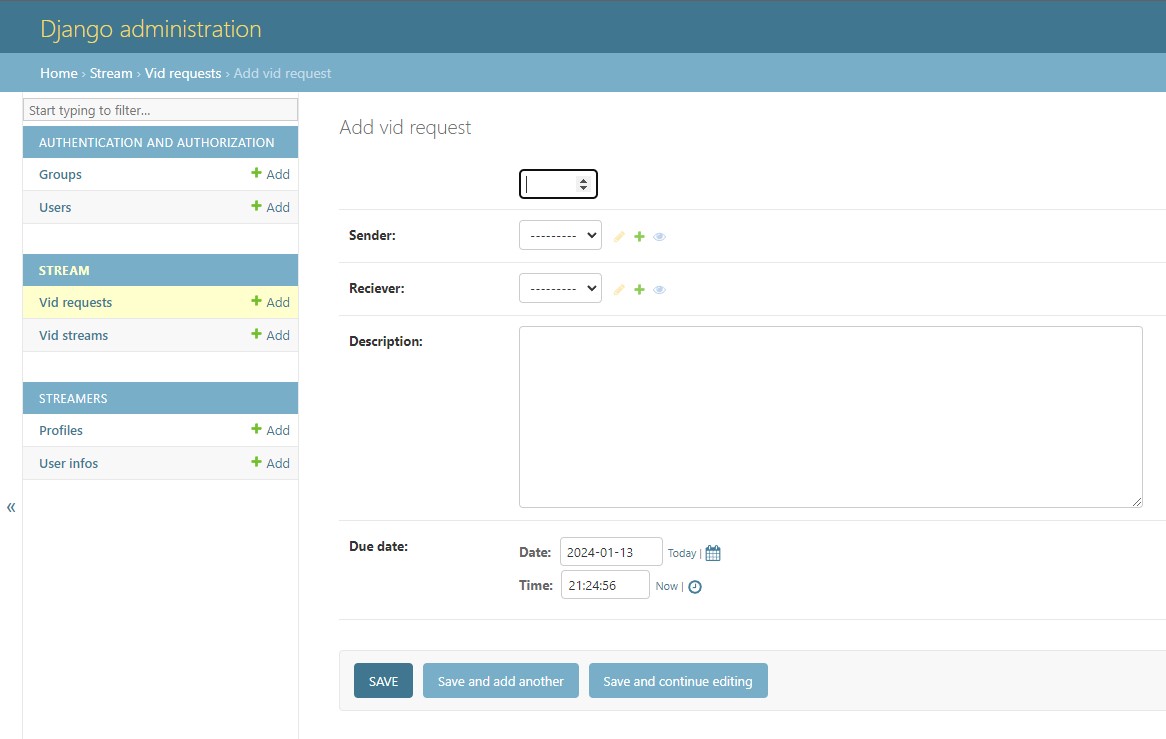 Django administration
Home › Stream › Vid requests › Add vid request
Start typing to filter...
AUTHENTICATION AND AUTHORIZATION
Groups + Add
Users + Add
STREAM
Vid requests + Add
Vid streams + Add
STREAMERS
Profiles + Add
User infos + Add
«
Add vid request
Sender: ---------
Reciever: ---------
Description:
Due date:
Date: 2024-01-13 Today |
Time: 21:24:56 Now |
SAVE Save and add another Save and continue editing